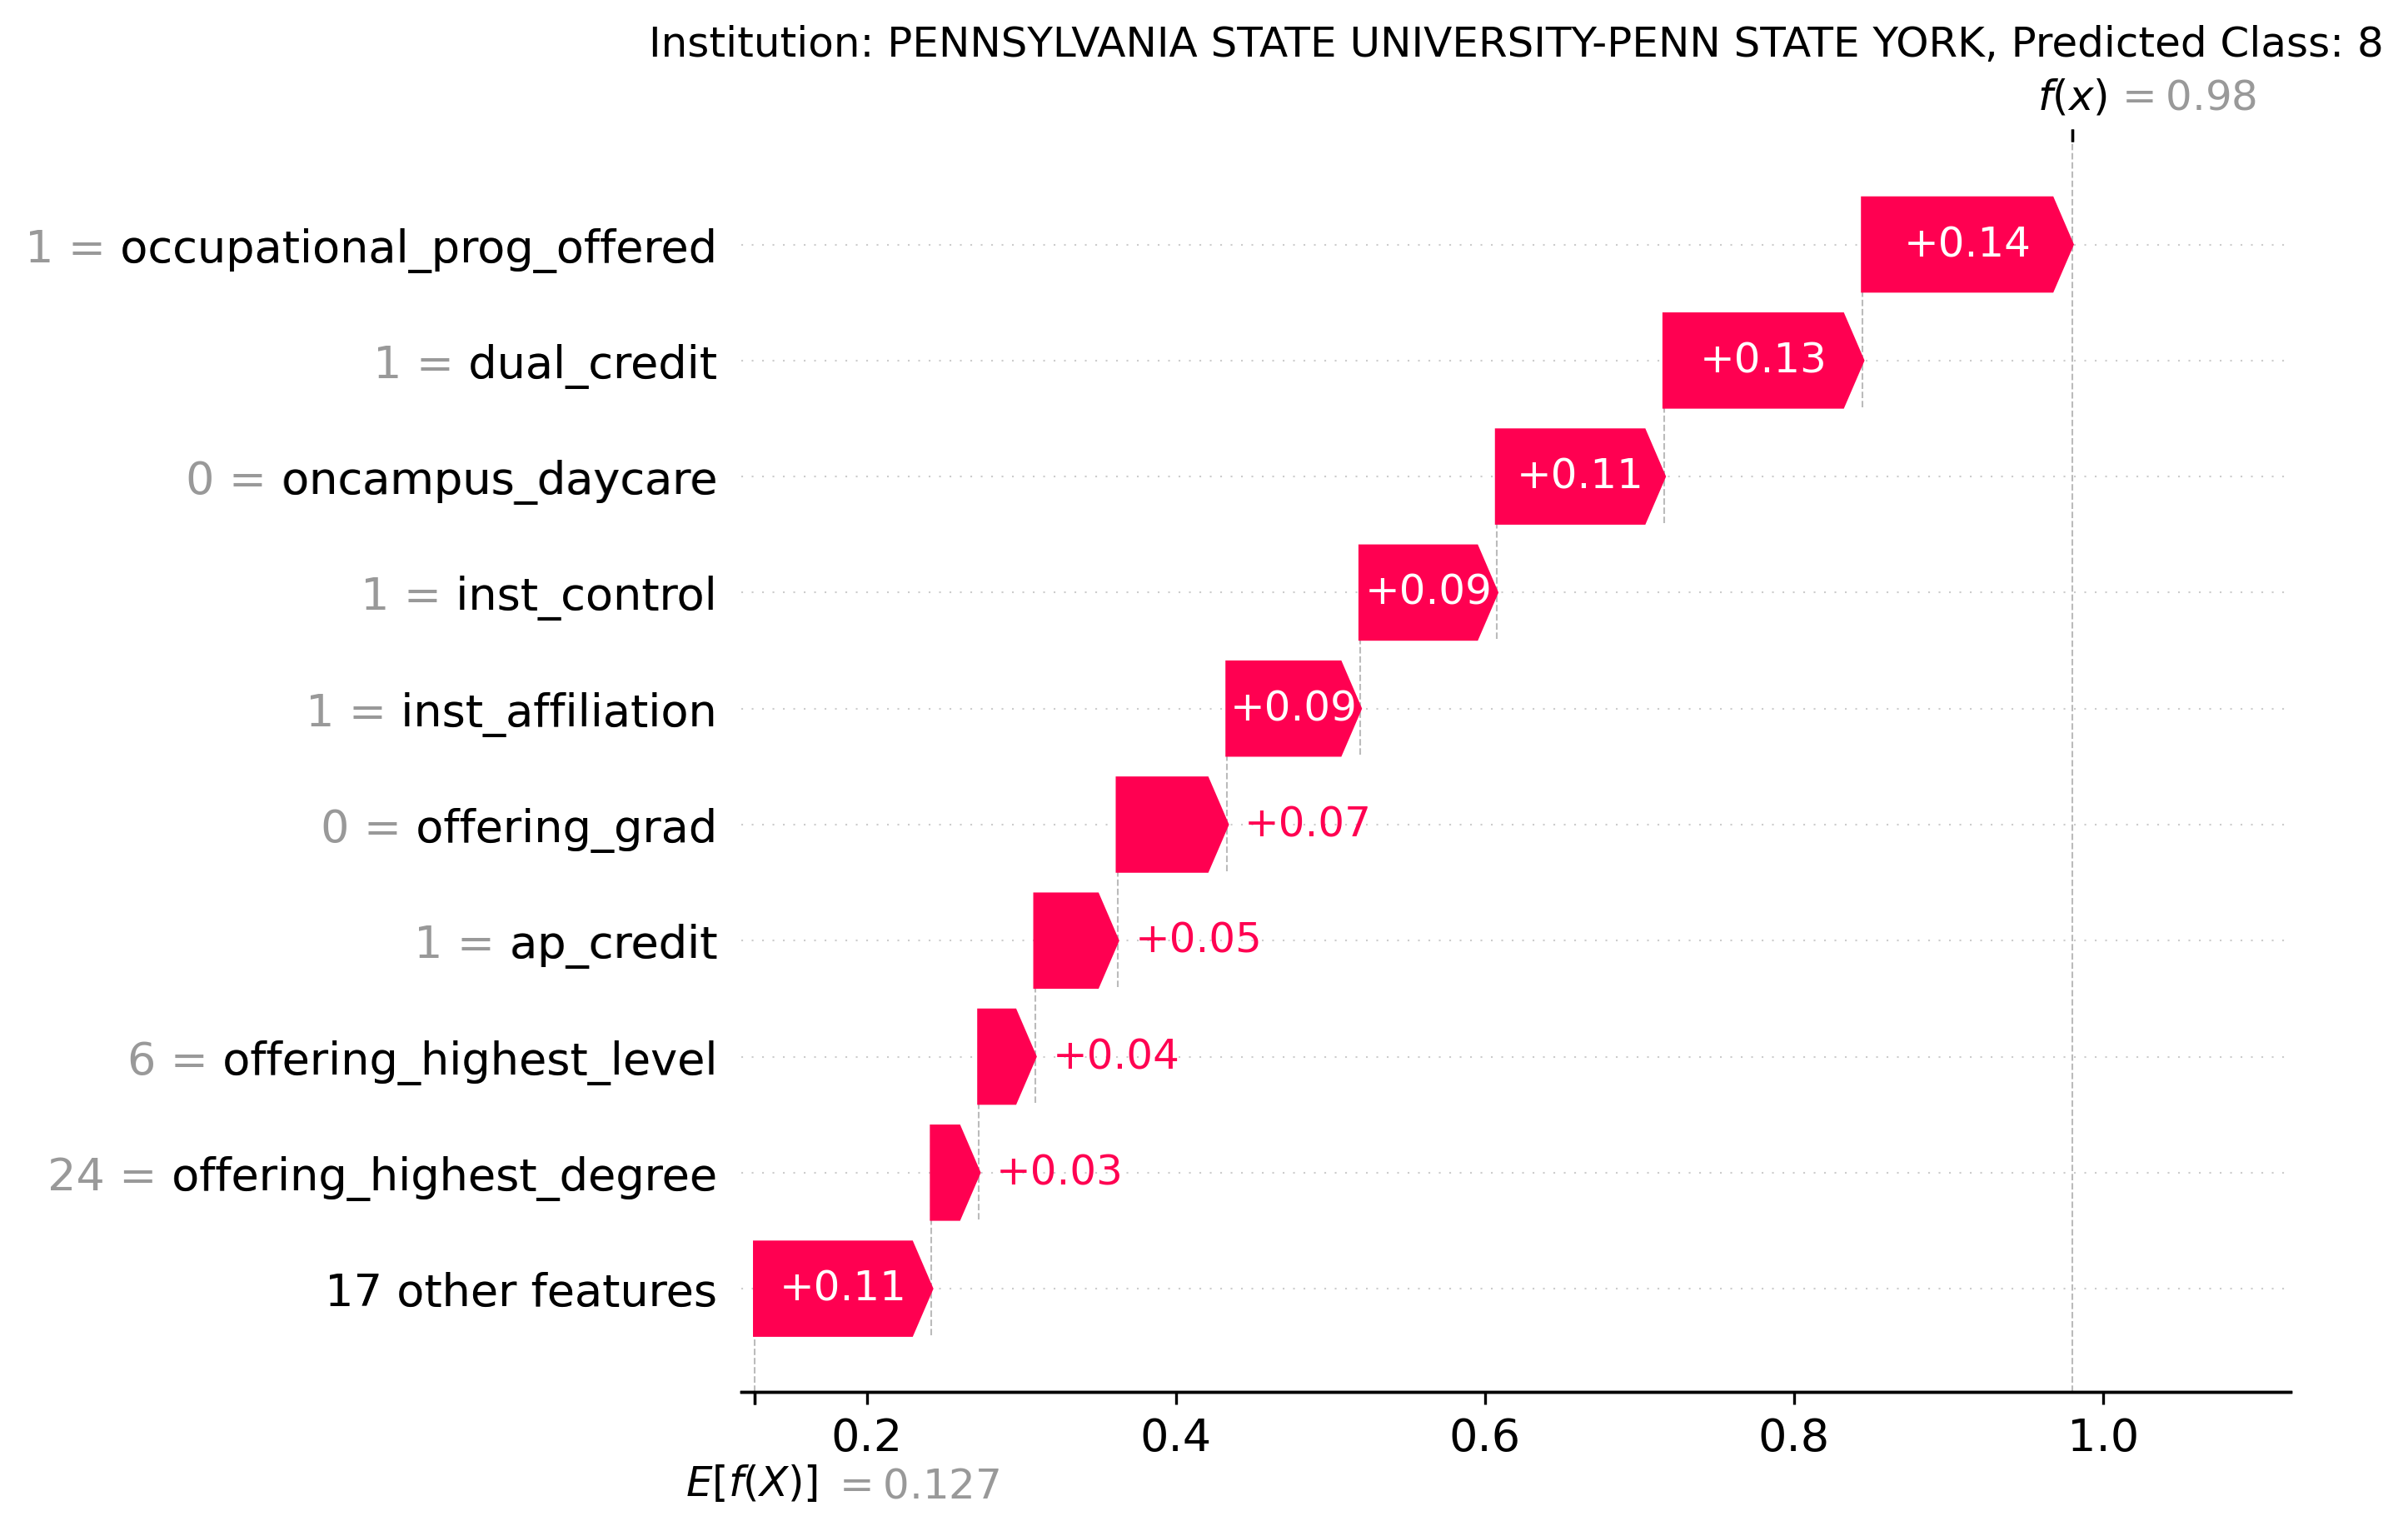 Institution: PENNSYLVANIA STATE UNIVERSITY-PENN STATE YORK, Predicted Class: 8
f(x) = 0.98
1 = occupational_prog_offered +0.14
1 = dual_credit +0.13
0 = oncampus_daycare +0.11
1 = inst_control +0.09
1 = inst_affiliation +0.09
0 = offering_grad +0.07
1 = ap_credit +0.05
6 = offering_highest_level +0.04
24 = offering_highest_degree +0.03
17 other features +0.11
0.2 0.4 0.6 0.8 1.0
E[f(X)] = 0.127